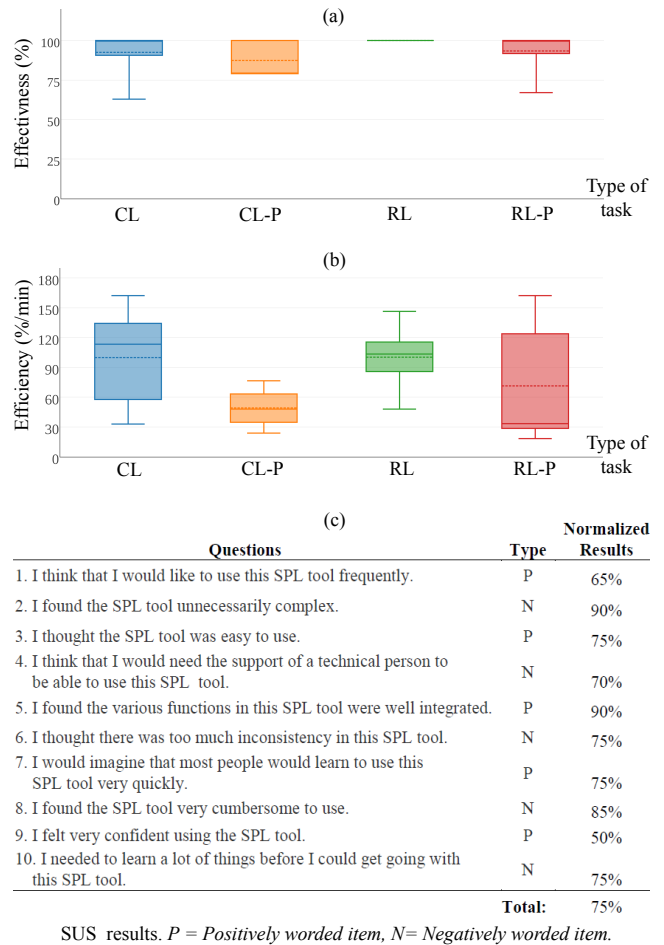 (a)
Effectivness (%)
100
75
50
25
0
CL CL-P RL RL-P
Type of
task
(b)
Efficiency (%/min)
180
150
120
90
60
30
0
CL CL-P RL RL-P
Type of
task
(c)
Questions Type Normalized
Results
1. I think that I would like to use this SPL tool frequently. P 65%
2. I found the SPL tool unnecessarily complex. N 90%
3. I thought the SPL tool was easy to use. P 75%
4. I think that I would need the support of a technical person to
be able to use this SPL tool. N 70%
5. I found the various functions in this SPL tool were well integrated. P 90%
6. I thought there was too much inconsistency in this SPL tool. N 75%
7. I would imagine that most people would learn to use this
SPL tool very quickly. P 75%
8. I found the SPL tool very cumbersome to use. N 85%
9. I felt very confident using the SPL tool. P 50%
10. I needed to learn a lot of things before I could get going with
this SPL tool. N 75%
Total: 75%
SUS results. P = Positively worded item, N= Negatively worded item.